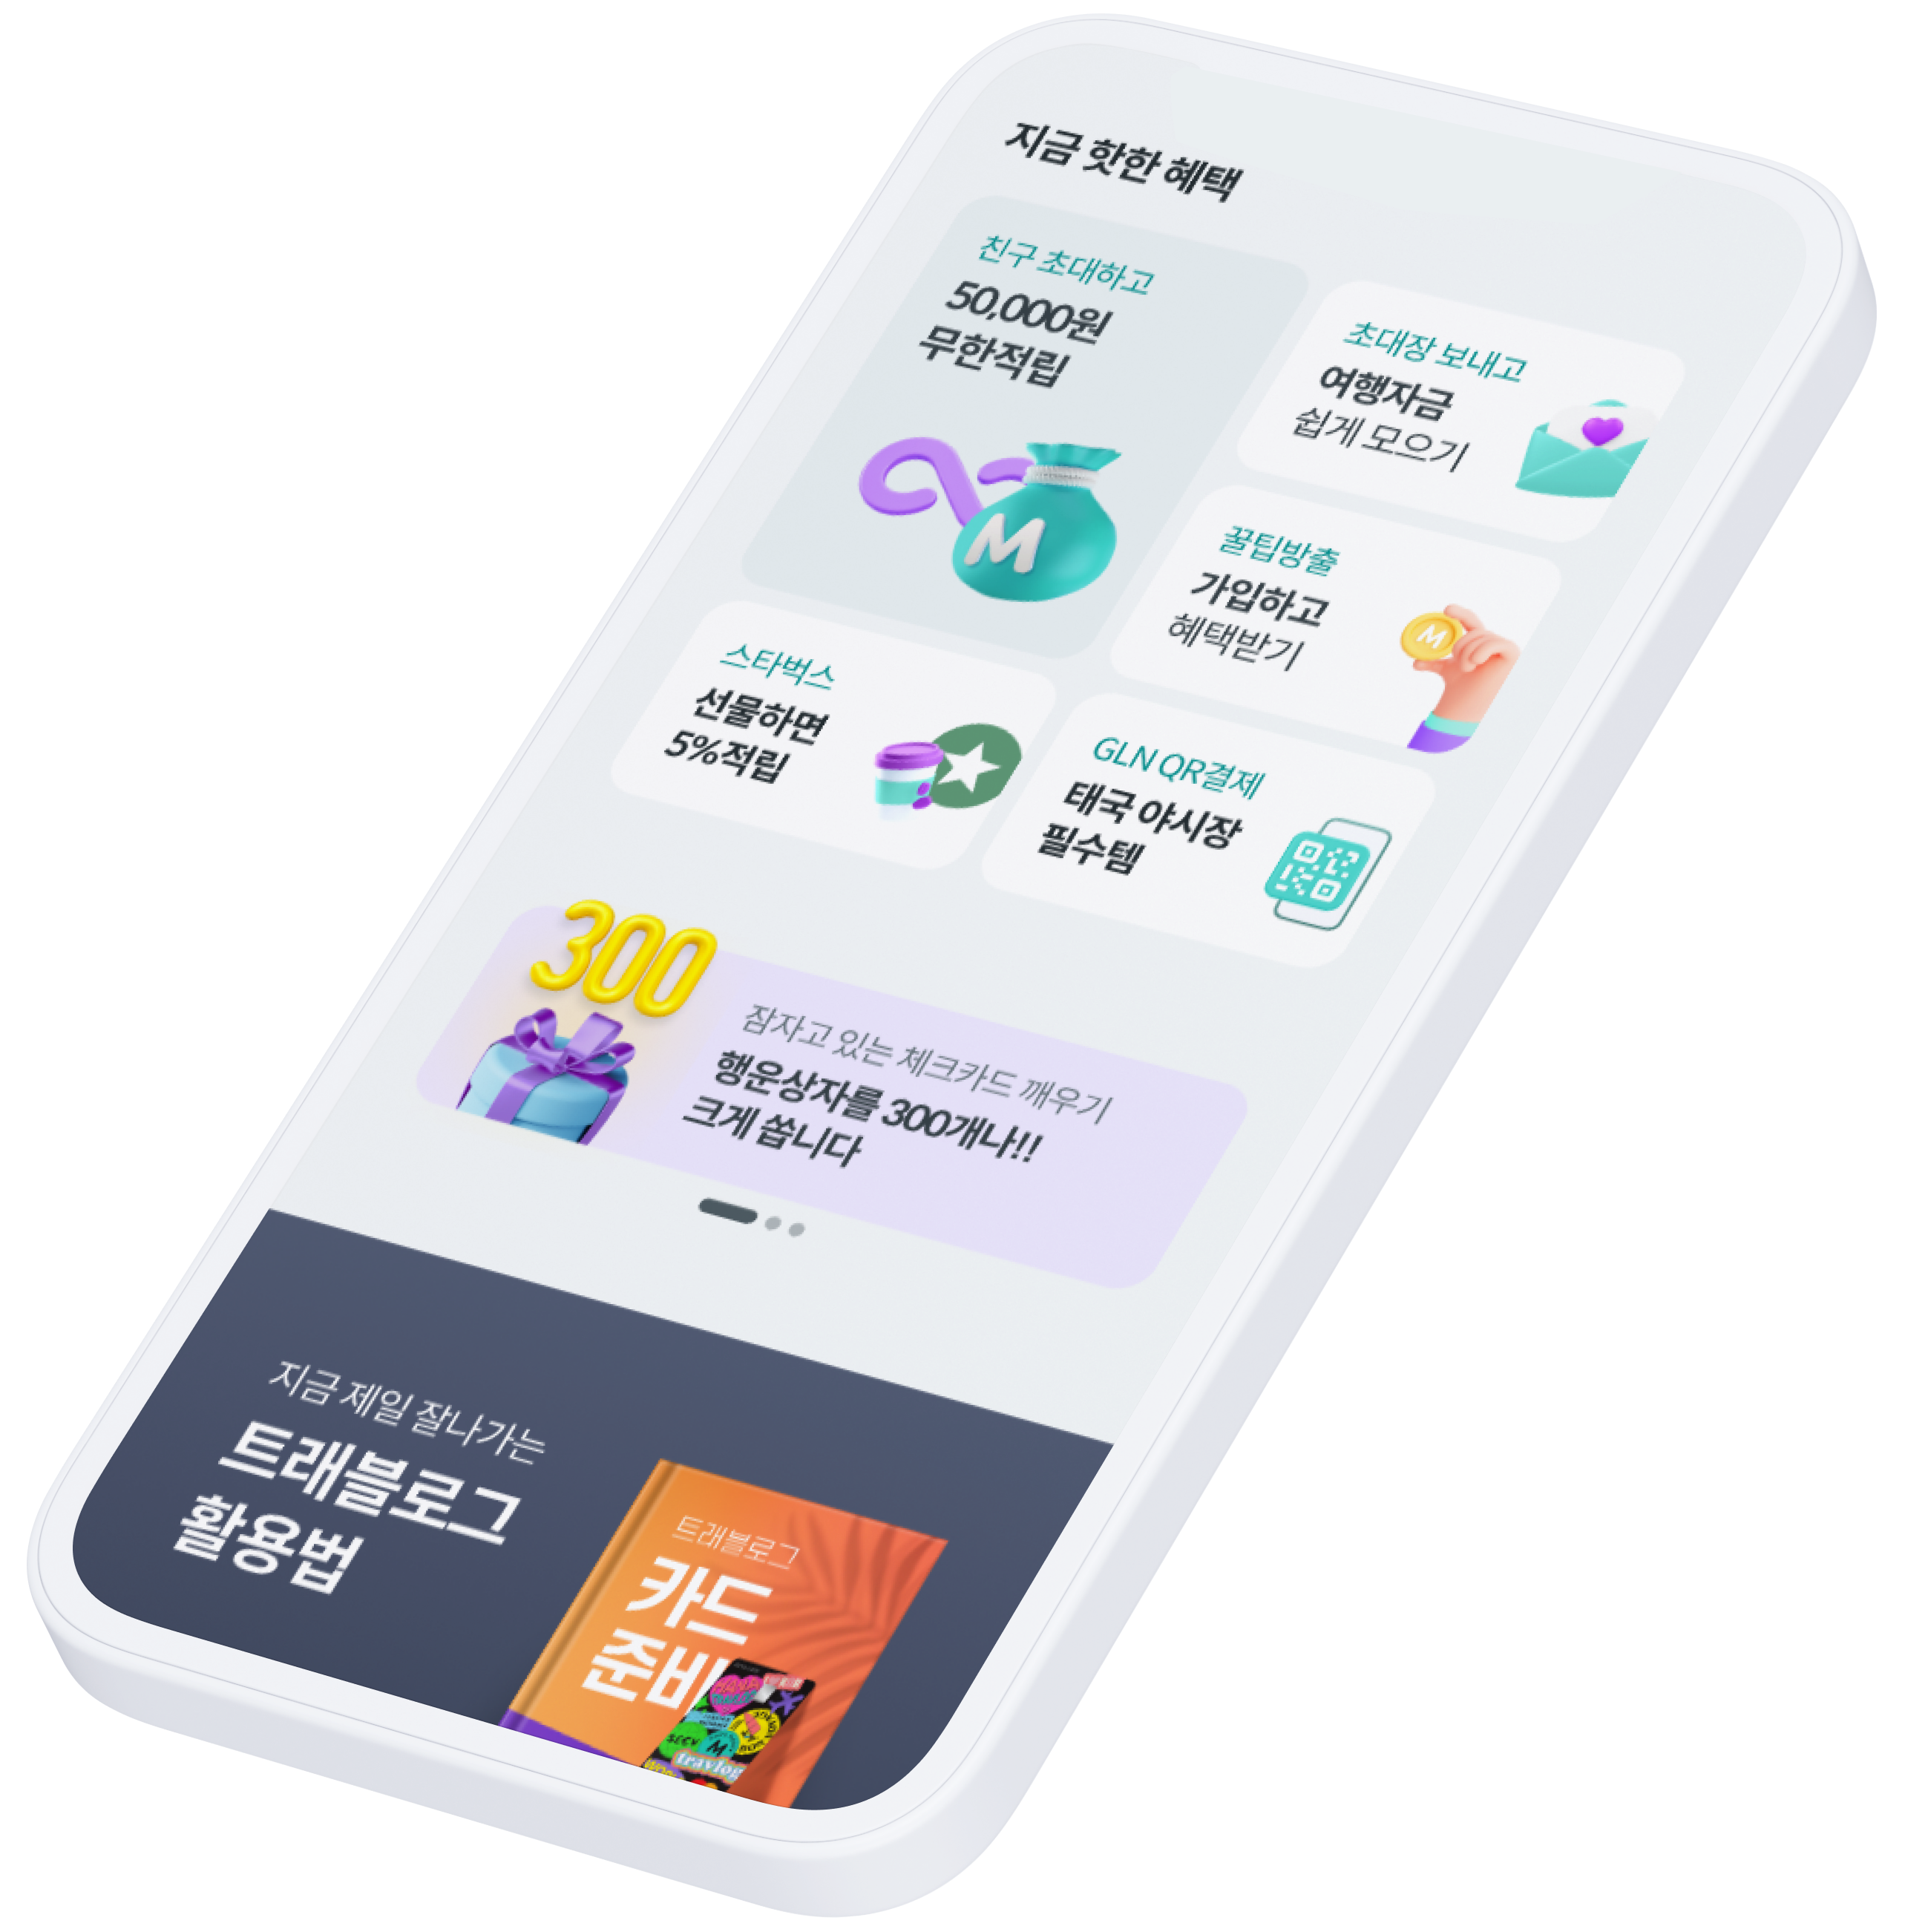 지금 핫한 혜택
친구 초대하고
50,000원
무한적립
M
초대장 보내고
여행자금
쉽게 모으기
꿀팁방출
가입하고
혜택받기
M
스타벅스
선물하면
5%적립
GLN QR결제
태국 야시장
필수템
300
잠자고 있는 체크카드 깨우기
행운상자를 300개나!!
크게 쏩니다
지금 제일 잘나가는
트래블로그
활용법
트래블로그
카드
준비
HANA
M
travlog